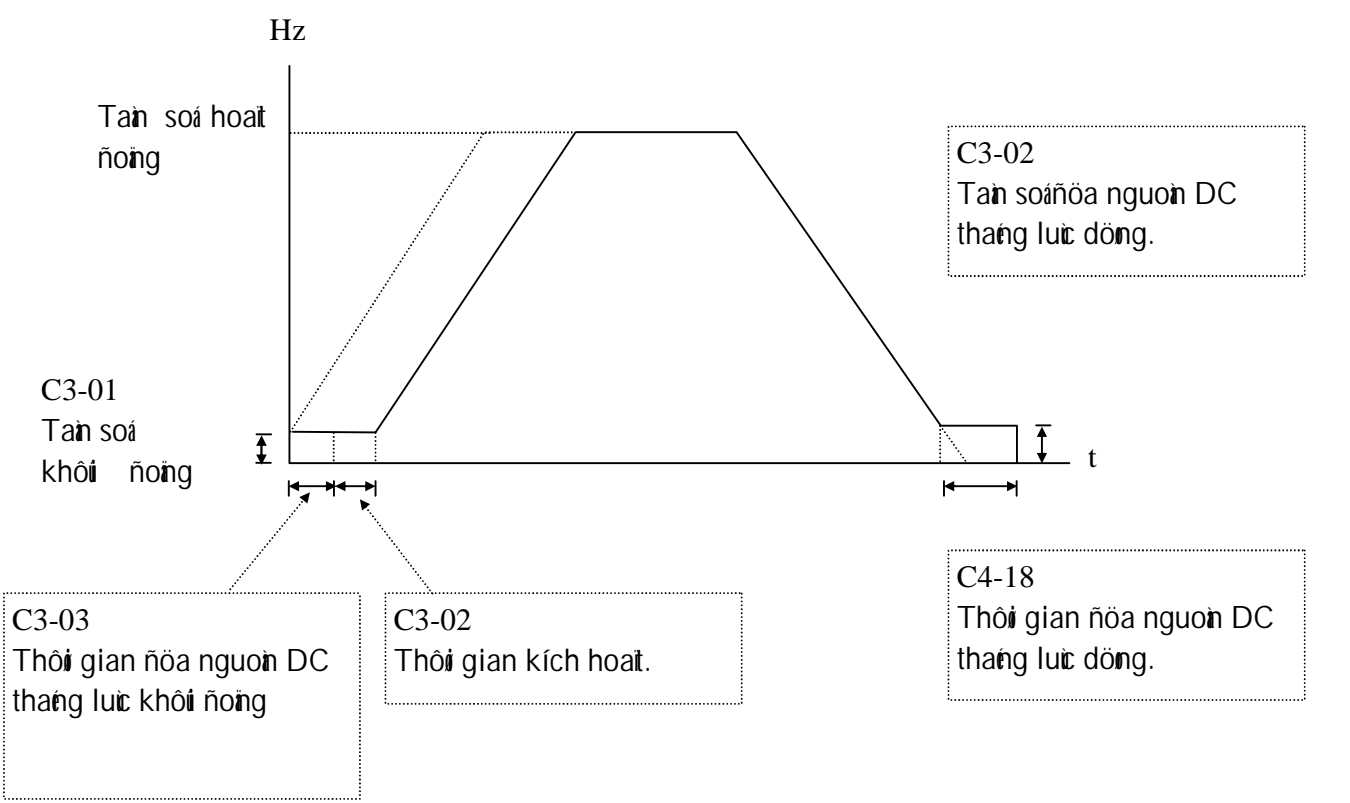 Hz
Taàn soá hoaït
ñoäng
C3-02
Taàn soáñöa nguoàn DC
thaéng luùc döøng.
C3-01
Taàn soá
khôûi ñoäng
t
C3-03
Thôøi gian ñöa nguoàn DC
thaéng luùc khôûi ñoäng
C3-02
Thôøi gian kích hoaït.
C4-18
Thôøi gian ñöa nguoàn DC
thaéng luùc döøng.